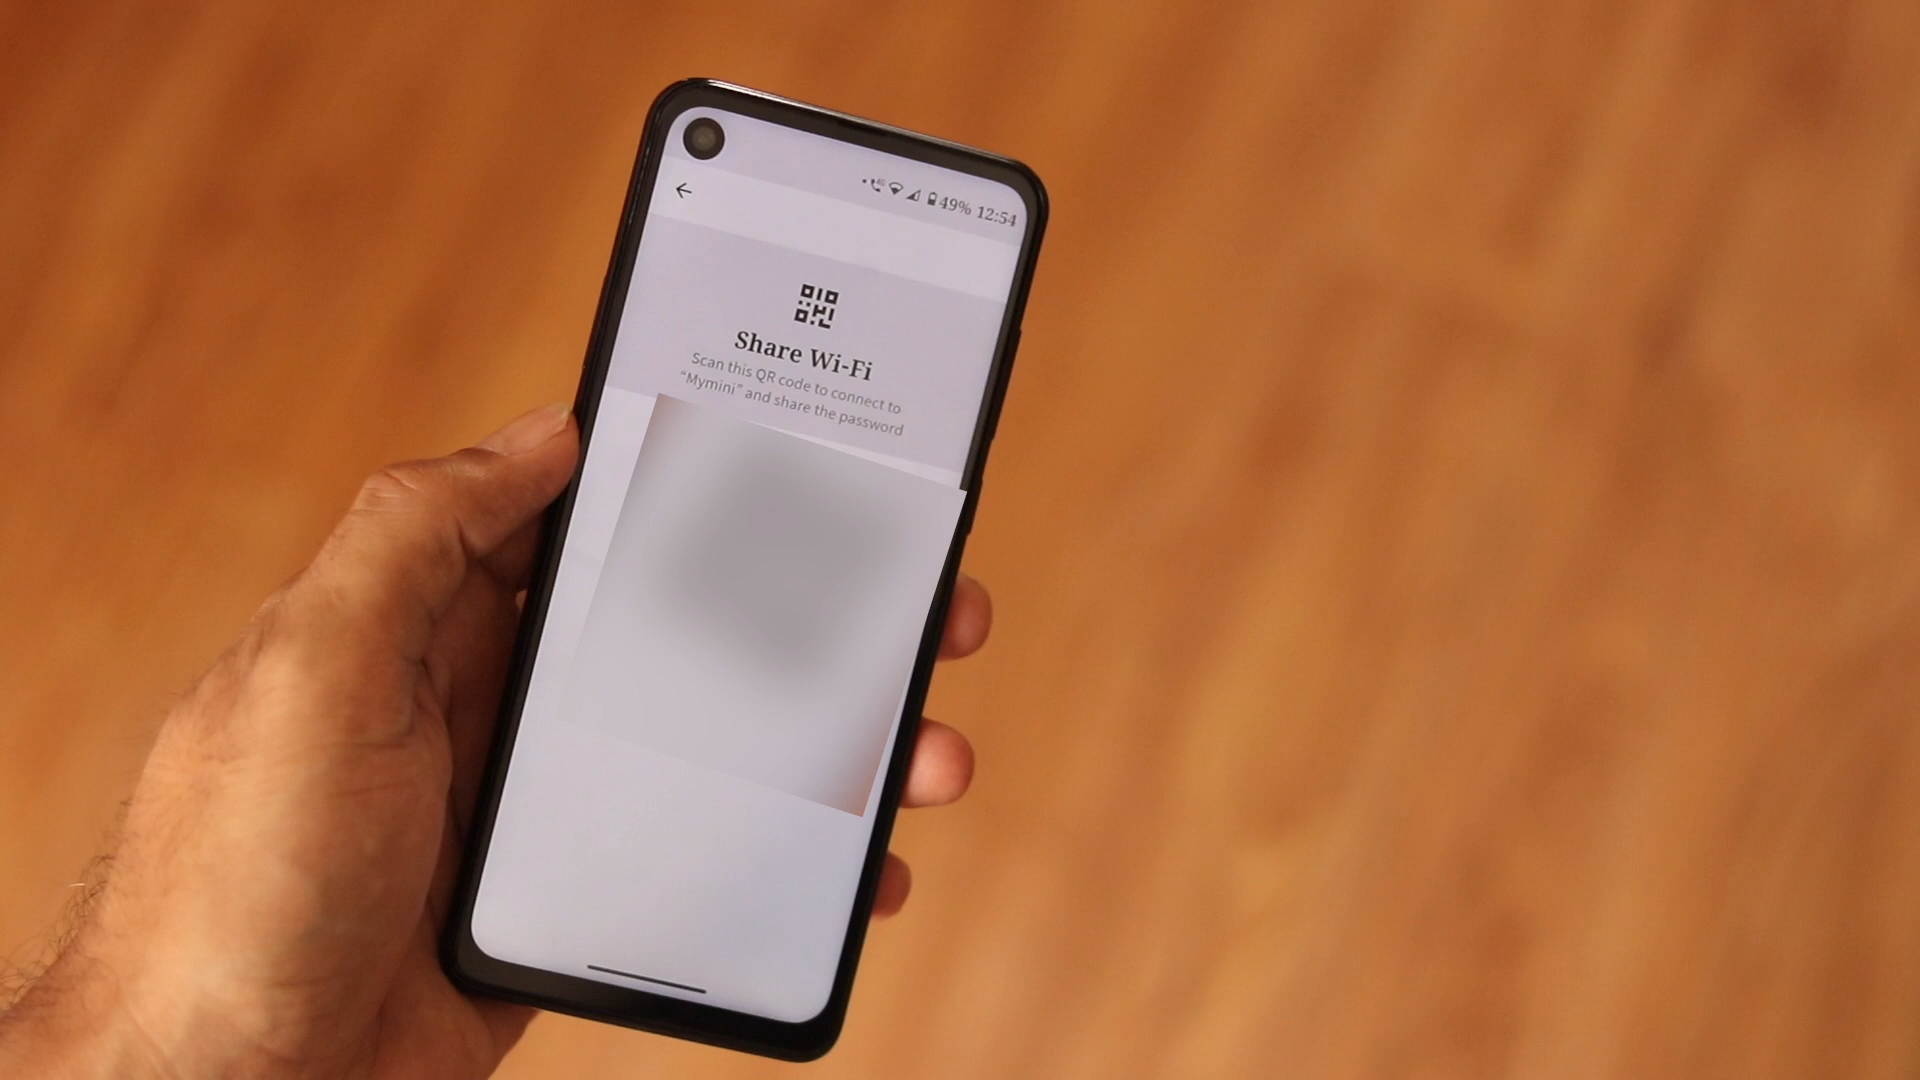 49% 12:54
Share Wi-Fi
Scan this QR code to connect to
“Mymini” and share the password